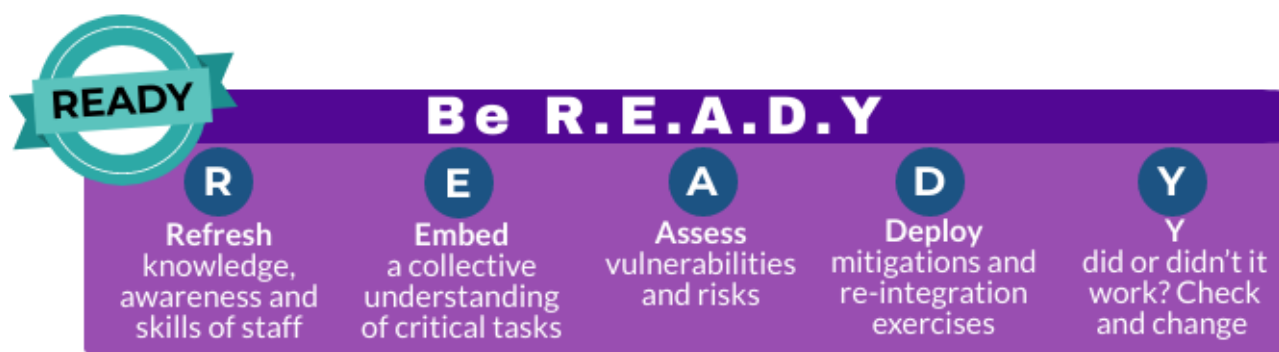 READY
Be R.E.A.D.Y
R
Refresh
knowledge,
awareness and
skills of staff
E
Embed
a collective
understanding
of critical tasks
A
Assess
vulnerabilities
and risks
D
Deploy
mitigations and
re-integration
exercises
Y
Y
did or didn't it
work? Check
and change